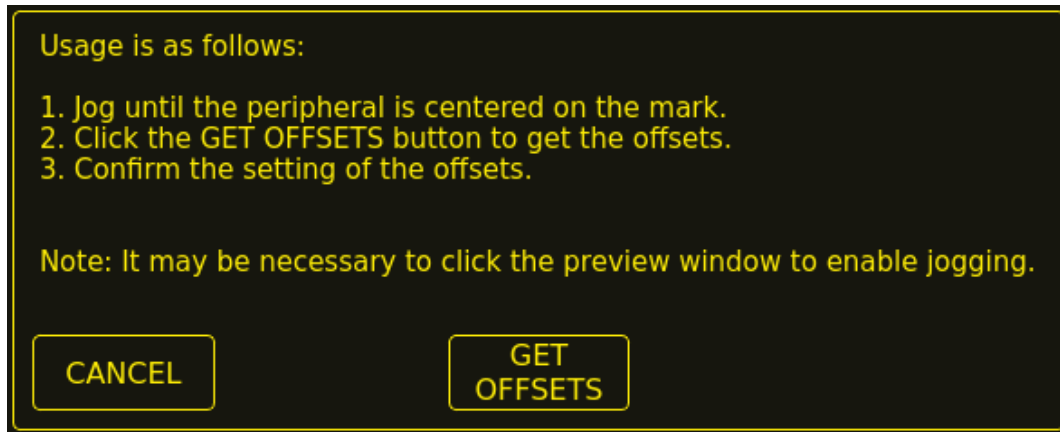 Usage is as follows:
1. Jog until the peripheral is centered on the mark.
2. Click the GET OFFSETS button to get the offsets.
3. Confirm the setting of the offsets.
Note: It may be necessary to click the preview window to enable jogging.
CANCEL
GET
OFFSETS